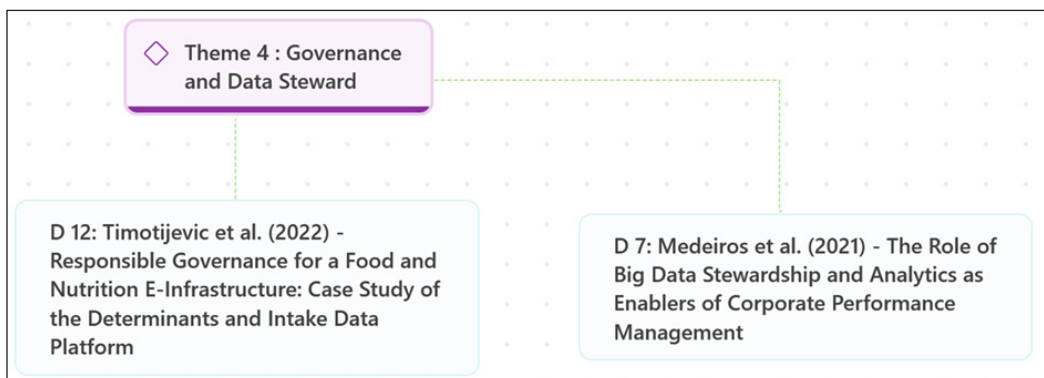 Theme 4 : Governance
and Data Steward
D 12: Timotijevic et al. (2022) -
Responsible Governance for a Food and
Nutrition E-Infrastructure: Case Study of
the Determinants and Intake Data
Platform
D 7: Medeiros et al. (2021) - The Role of
Big Data Stewardship and Analytics as
Enablers of Corporate Performance
Management